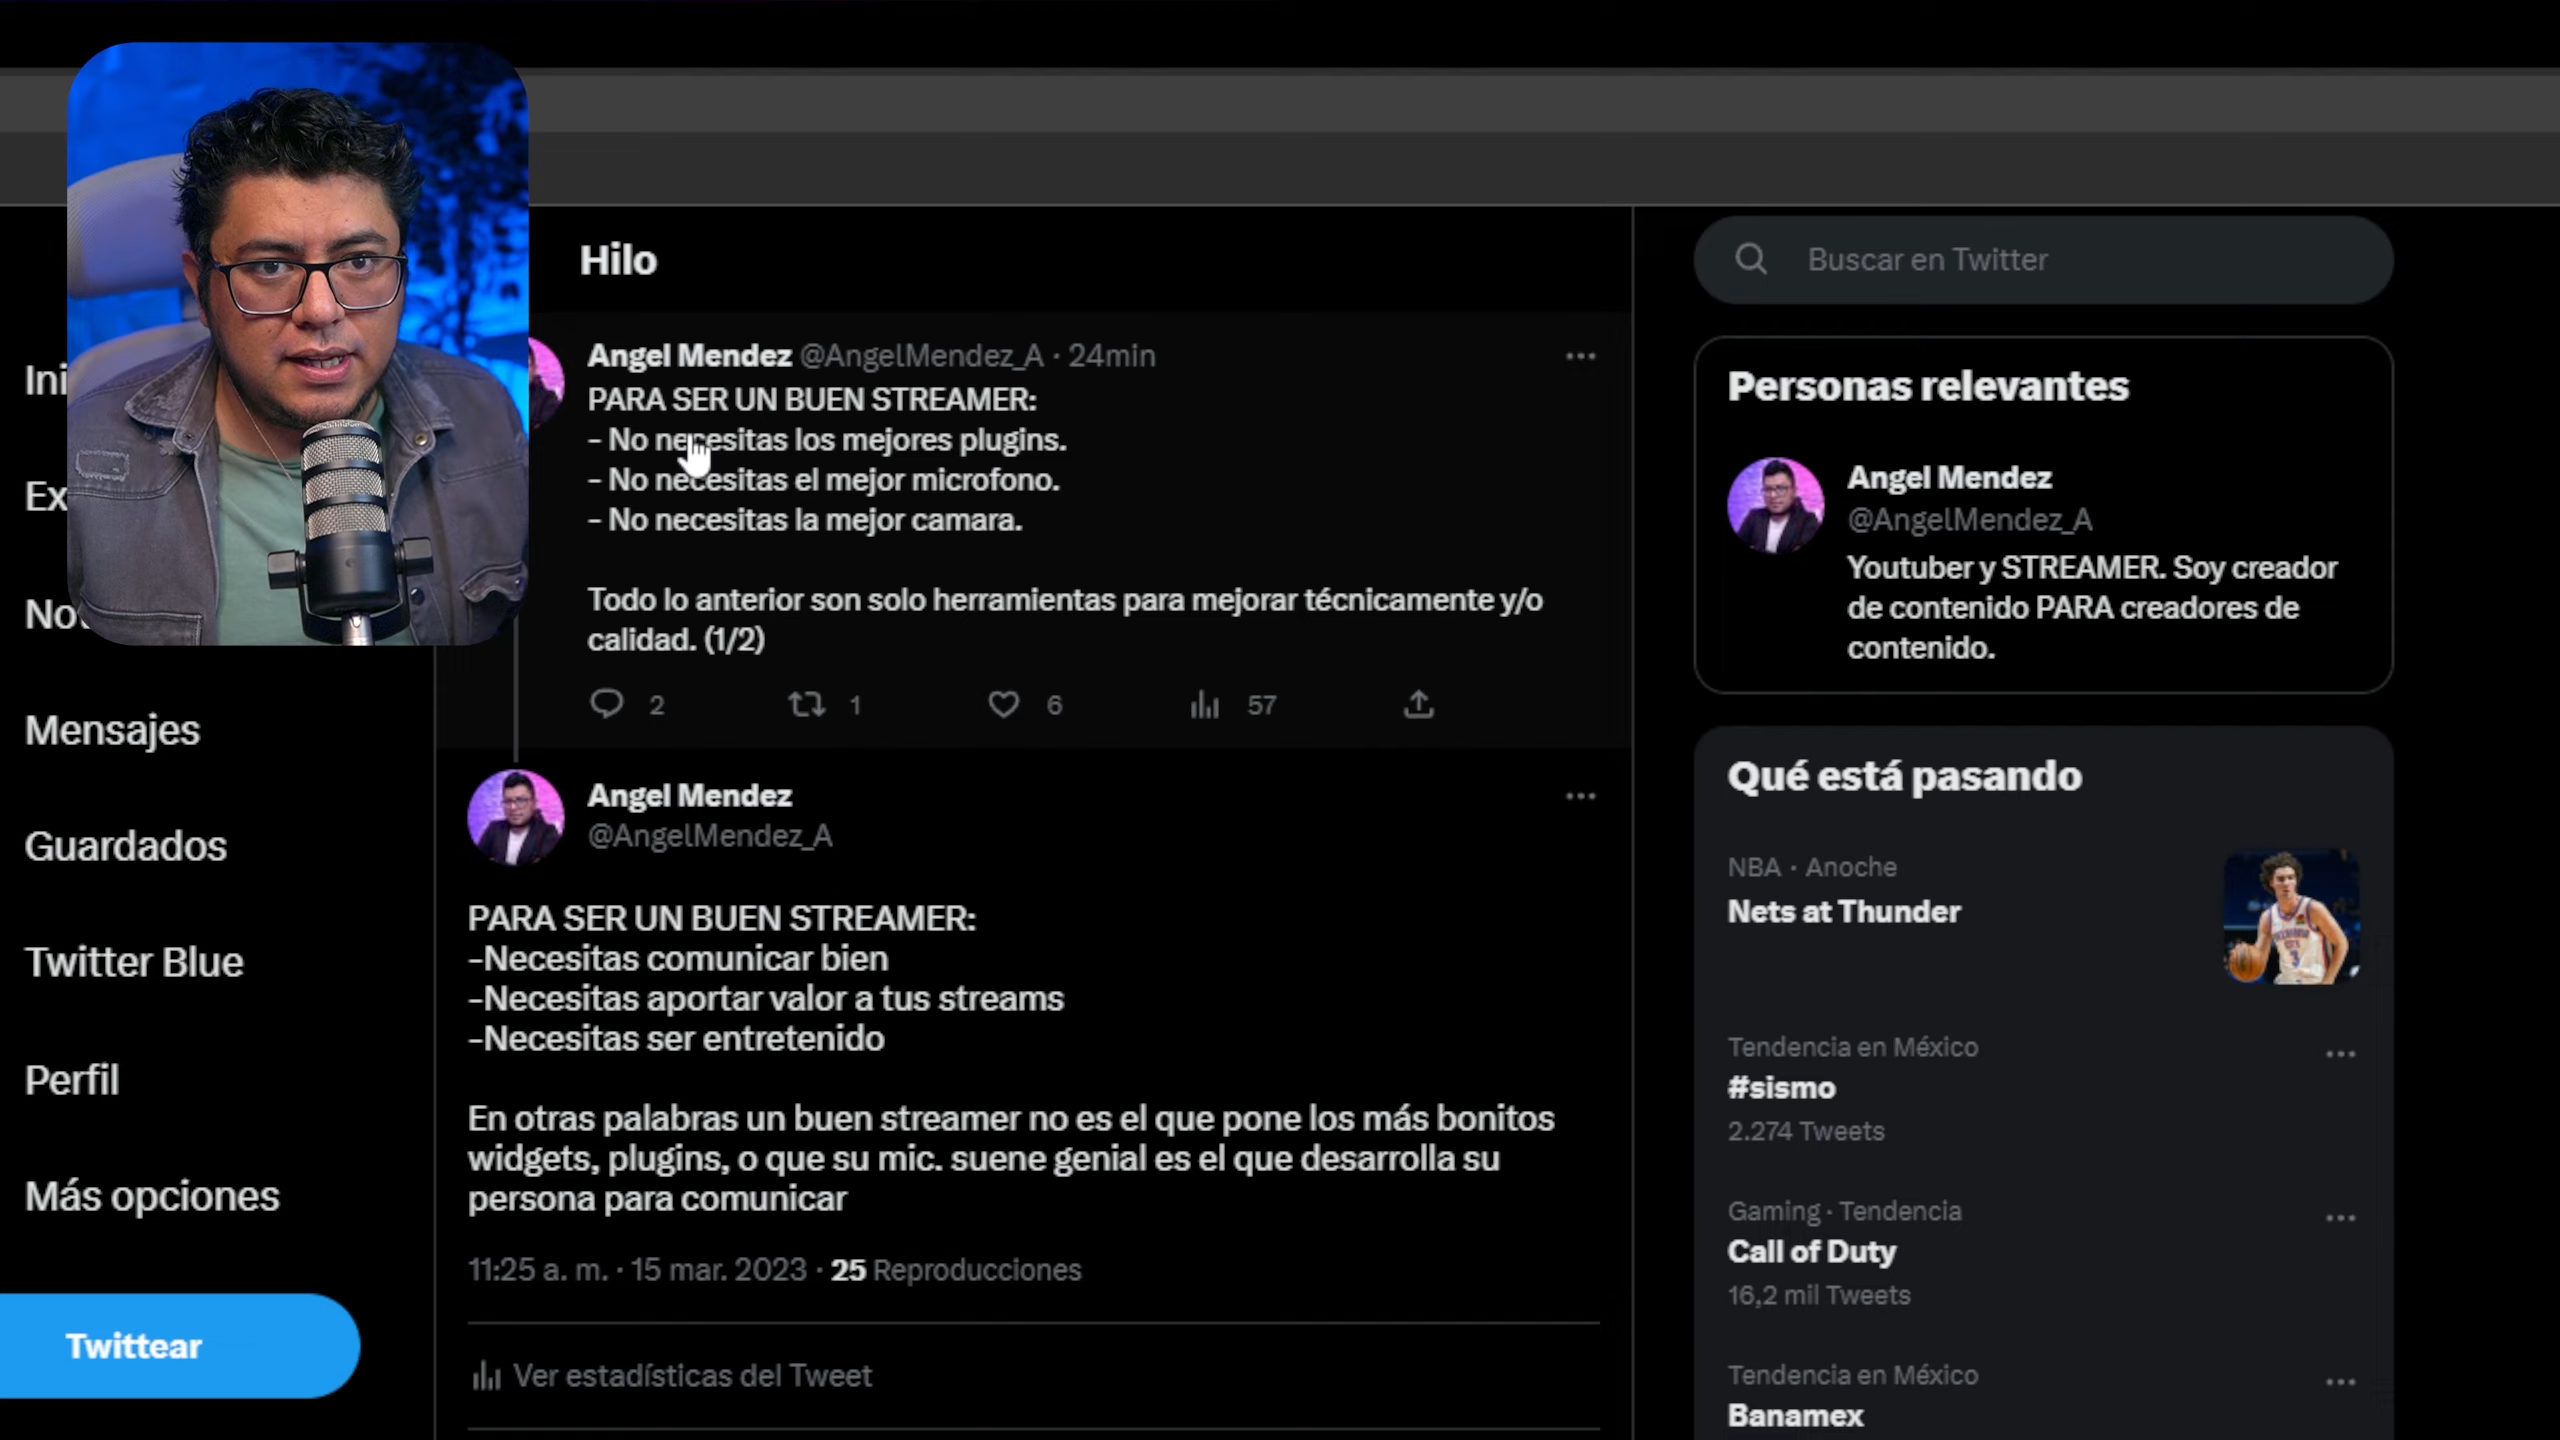 Hilo
Angel Mendez @AngelMendez_A · 24min
PARA SER UN BUEN STREAMER:
- No necesitas los mejores plugins.
- No necesitas el mejor microfono.
- No necesitas la mejor camara.
Todo lo anterior son solo herramientas para mejorar técnicamente y/o
calidad. (1/2)
2 1 6 57
Angel Mendez
@AngelMendez_A
PARA SER UN BUEN STREAMER:
-Necesitas comunicar bien
-Necesitas aportar valor a tus streams
-Necesitas ser entretenido
En otras palabras un buen streamer no es el que pone los más bonitos
widgets, plugins, o que su mic. suene genial es el que desarrolla su
persona para comunicar
11:25 a. m. · 15 mar. 2023 · 25 Reproducciones
Ver estadísticas del Tweet
Ini
Ex
No
Mensajes
Guardados
Twitter Blue
Perfil
Más opciones
Twittear
Buscar en Twitter
Personas relevantes
Angel Mendez
@AngelMendez_A
Youtuber y STREAMER. Soy creador
de contenido PARA creadores de
contenido.
Qué está pasando
NBA · Anoche
Nets at Thunder
Tendencia en México
#sismo
2.274 Tweets
Gaming · Tendencia
Call of Duty
16,2 mil Tweets
Tendencia en México
Banamex